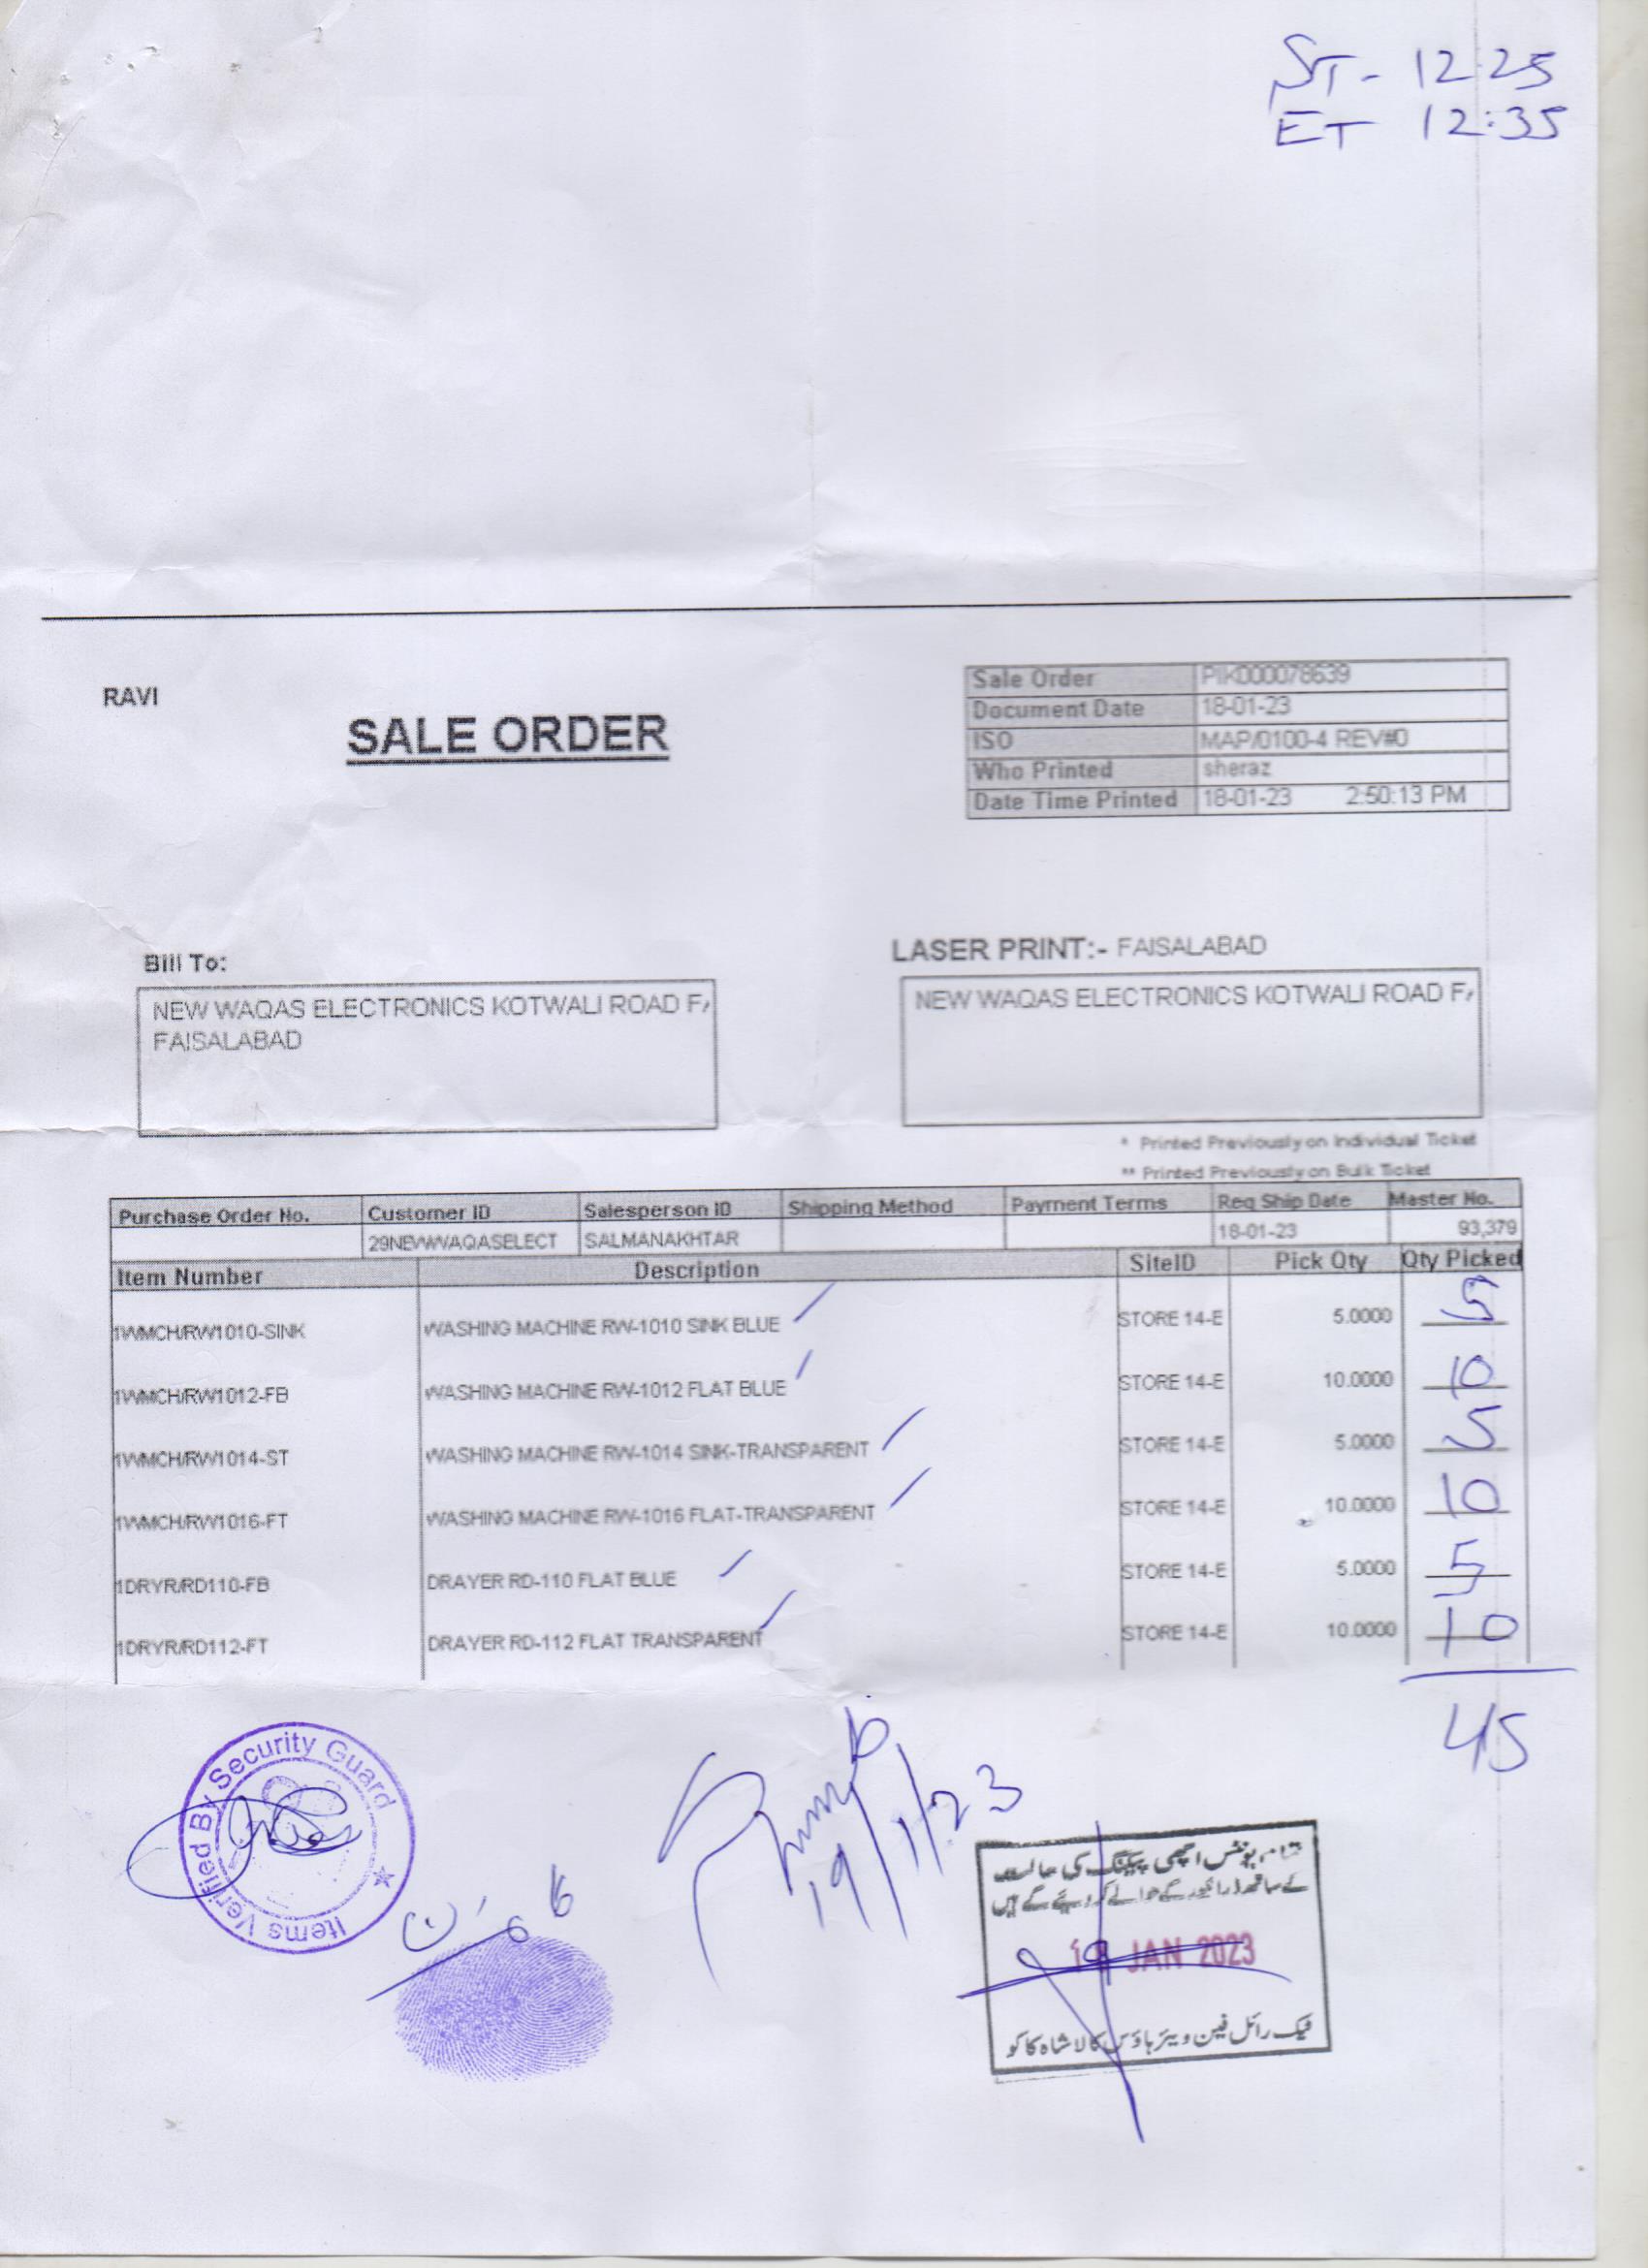 ST - 12:25
ET 12:35
RAVI
SALE ORDER
Sale Order PIK000078639
Document Date 18-01-23
ISO MAP/0100-4 REV#0
Who Printed sheraz
Date Time Printed 18-01-23 2:50:13 PM
Bill To:
NEW WAQAS ELECTRONICS KOTWALI ROAD FA
FAISALABAD
LASER PRINT:- FAISALABAD
NEW WAQAS ELECTRONICS KOTWALI ROAD FA
* Printed Previously on Individual Ticket
** Printed Previously on Bulk Ticket
Purchase Order No. Customer ID Salesperson ID Shipping Method Payment Terms Req Ship Date Master No.
29NEWWAQASELECT SALMANAKHTAR 18-01-23 93,379
Item Number Description SiteID Pick Qty Qty Picked
1WMCH/RW1010-SINK WASHING MACHINE RW-1010 SINK BLUE STORE 14-E 5.0000 5
1WMCH/RW1012-FB WASHING MACHINE RW-1012 FLAT BLUE STORE 14-E 10.0000 10
1WMCH/RW1014-ST WASHING MACHINE RW-1014 SINK-TRANSPARENT STORE 14-E 5.0000 5
1WMCH/RW1016-FT WASHING MACHINE RW-1016 FLAT-TRANSPARENT STORE 14-E 10.0000 10
1DRYR/RD110-FB DRAYER RD-110 FLAT BLUE STORE 14-E 5.0000 5
1DRYR/RD112-FT DRAYER RD-112 FLAT TRANSPARENT STORE 14-E 10.0000 10
45
Items Verified By Security Guard
19/1/23
تمام یونٹس اچھی پیکنگ کی حالت
کے ساتھ ڈرائیور کے حوالے کر دیئے گے ہیں
19 JAN 2023
پیک رائل فین ویئر ہاؤس کالا شاہ کاکو